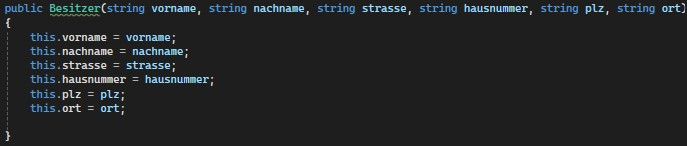 public Besitzer(string vorname, string nachname, string strasse, string hausnummer, string plz, string ort)
{
this.vorname = vorname;
this.nachname = nachname;
this.strasse = strasse;
this.hausnummer = hausnummer;
this.plz = plz;
this.ort = ort;
}